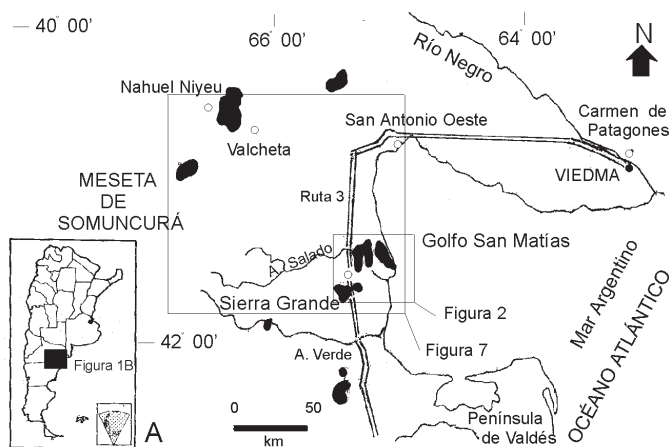 40° 00'
66° 00'
64° 00'
N
Río Negro
Nahuel Niyeu
San Antonio Oeste
Carmen de
Patagones
Valcheta
VIEDMA
MESETA
DE
SOMUNCURÁ
Ruta 3
Golfo San Matías
A. Salado
Mar Argentino
OCÉANO ATLÁNTICO
Sierra Grande
Figura 2
42° 00'
Figura 7
Figura 1B
A. Verde
Península
de Valdés
0 50
km
A